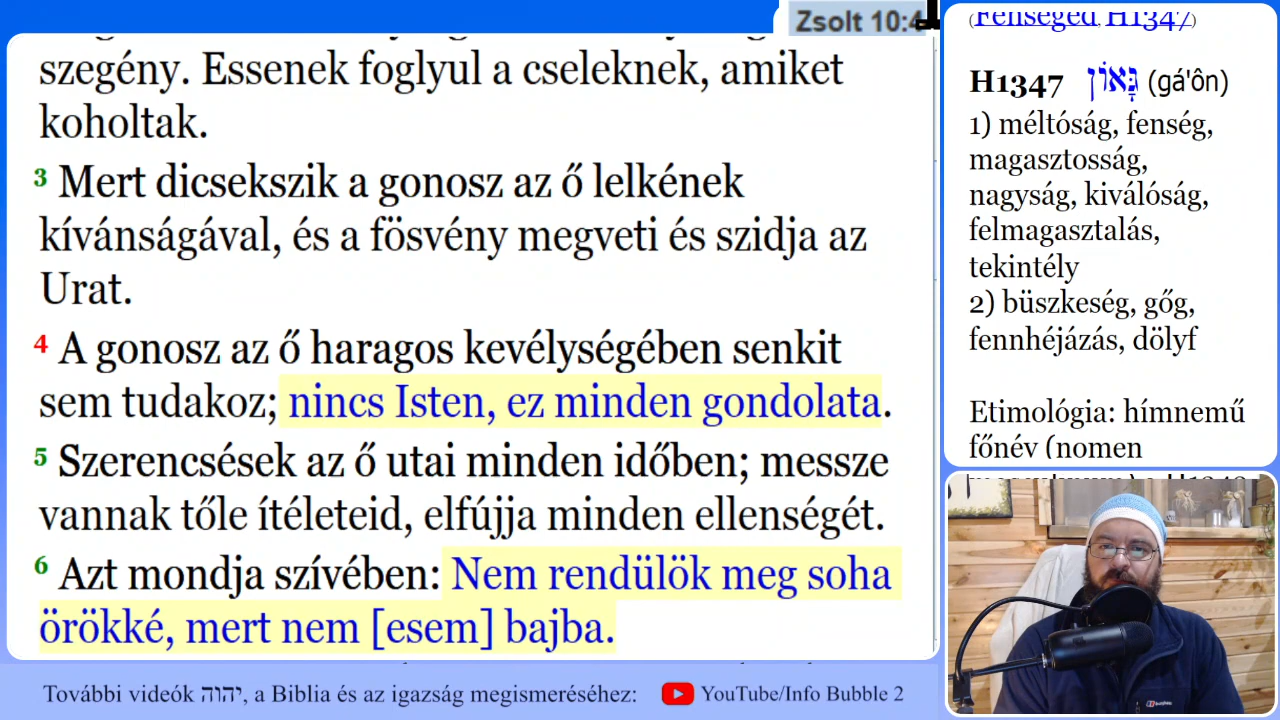 Zsolt 10:4
szegény. Essenek foglyul a cseleknek, amiket
koholtak.
3 Mert dicsekszik a gonosz az ő lelkének
kívánságával, és a fösvény megveti és szidja az
Urat.
4 A gonosz az ő haragos kevélységében senkit
sem tudakoz; nincs Isten, ez minden gondolata.
5 Szerencsések az ő utai minden időben; messze
vannak tőle ítéleteid, elfújja minden ellenségét.
6 Azt mondja szívében: Nem rendülök meg soha
örökké, mert nem [esem] bajba.
(Fenséged, H1347)
H1347 גָּאוֹן (gá'ôn)
1) méltóság, fenség,
magasztosság,
nagyság, kiválóság,
felmagasztalás,
tekintély
2) büszkeség, gőg,
fennhéjázás, dölyf
Etimológia: hímnemű
főnév (nomen
További videók יהוה, a Biblia és az igazság megismeréséhez: YouTube/Info Bubble 2